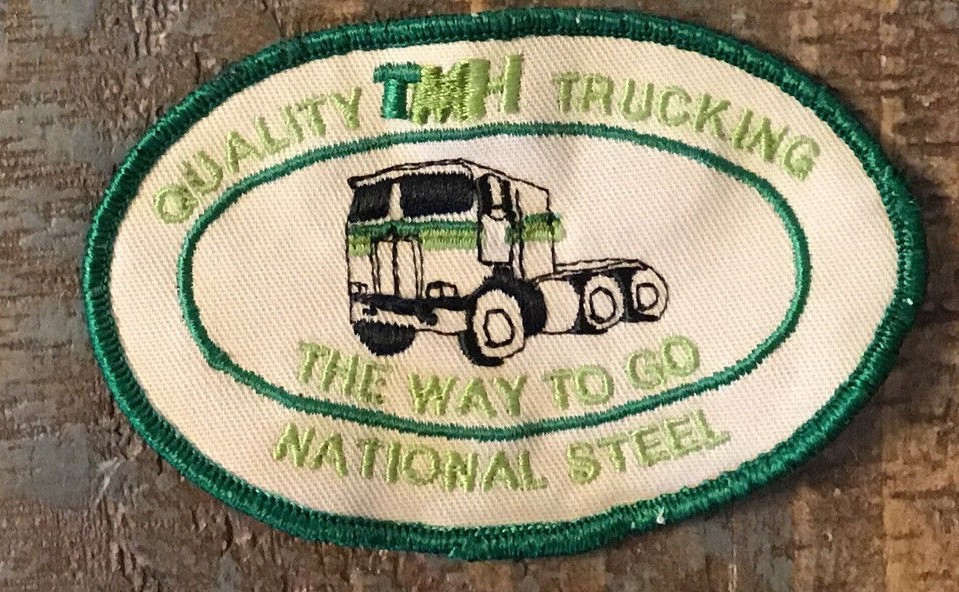 QUALITY TMH TRUCKING
THE WAY TO GO
NATIONAL STEEL